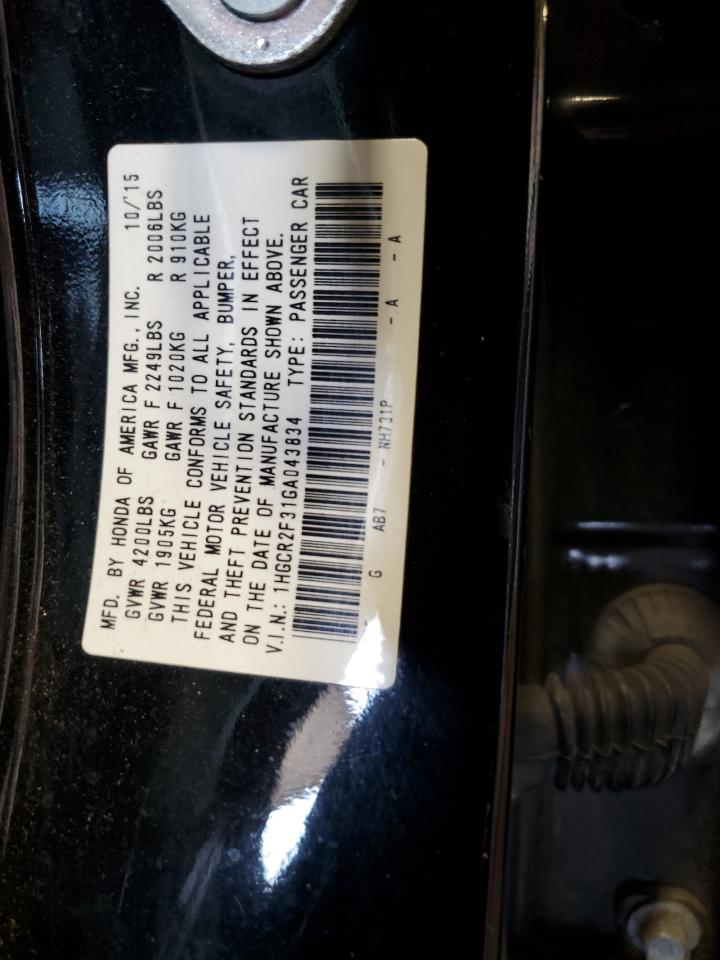 MFD. BY HONDA OF AMERICA MFG., INC. 10/'15
GVWR 4200LBS GAWR F 2249LBS R 2006LBS
GVWR 1905KG GAWR F 1020KG R 910KG
THIS VEHICLE CONFORMS TO ALL APPLICABLE
FEDERAL MOTOR VEHICLE SAFETY, BUMPER,
AND THEFT PREVENTION STANDARDS IN EFFECT
ON THE DATE OF MANUFACTURE SHOWN ABOVE.
V.I.N.: 1HGCR2F31GA043834 TYPE: PASSENGER CAR
G AB7 - NH731P - A - A